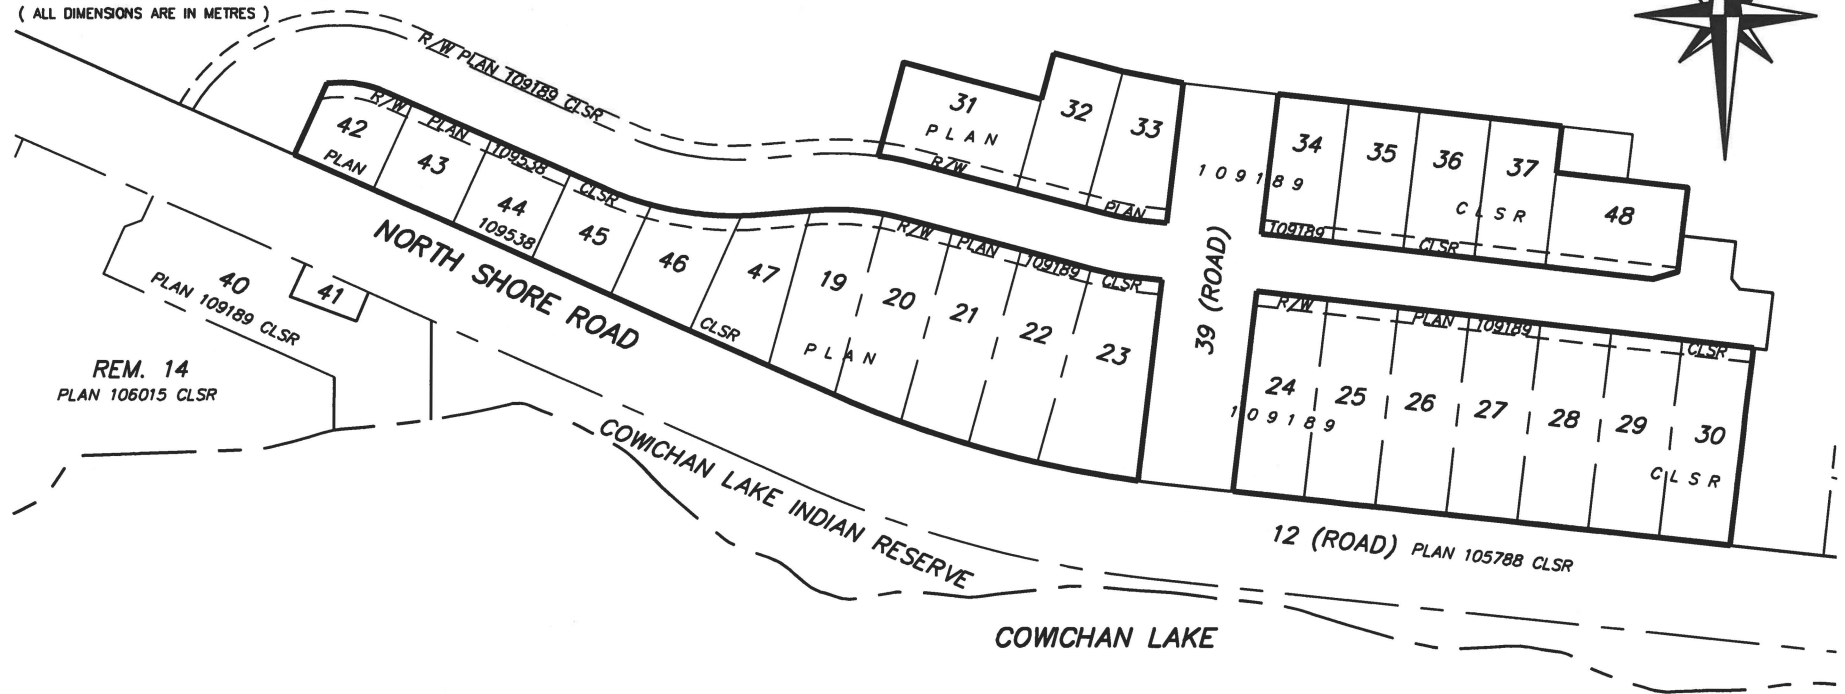 ( ALL DIMENSIONS ARE IN METRES )
R/W PLAN 109189 CLSR
31
32
33
PLAN
R/W
PLAN
34
35
36
37
48
109189
CLSR
109189
CLSR
R/W PLAN 109538 CLSR
42
43
44
45
46
47
PLAN
109538
CLSR
19
20
21
22
23
R/W PLAN 109189 CLSR
PLAN
39 (ROAD)
NORTH SHORE ROAD
40
PLAN 109189 CLSR
41
REM. 14
PLAN 106015 CLSR
R/W PLAN 109189 CLSR
24
25
26
27
28
29
30
109189
CLSR
12 (ROAD) PLAN 105788 CLSR
COWICHAN LAKE INDIAN RESERVE
COWICHAN LAKE